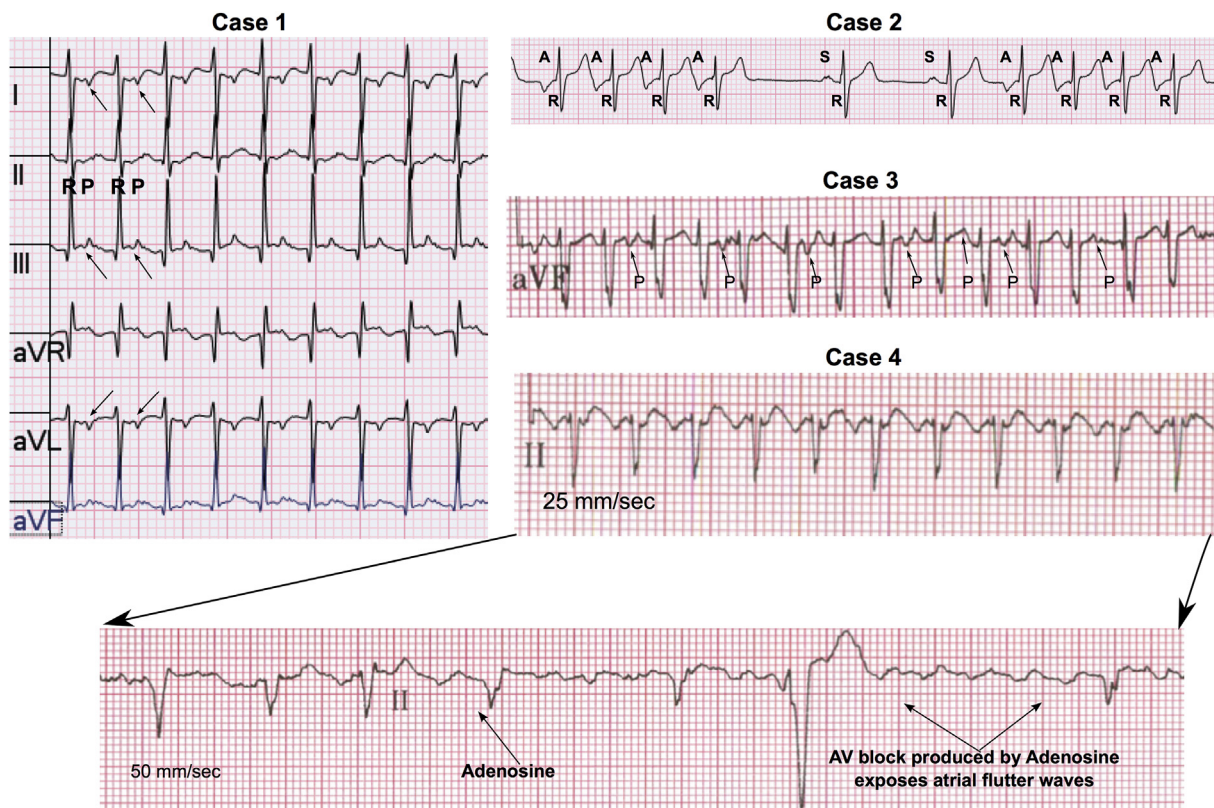 Case 1
I
II
R P R P
III
aVR
aVL
aVF
Case 2
A A A A S S A A A A
R R R R R R R R R R
Case 3
aVF
P P P P P P P
Case 4
II
25 mm/sec
II
50 mm/sec
Adenosine
AV block produced by Adenosine
exposes atrial flutter waves